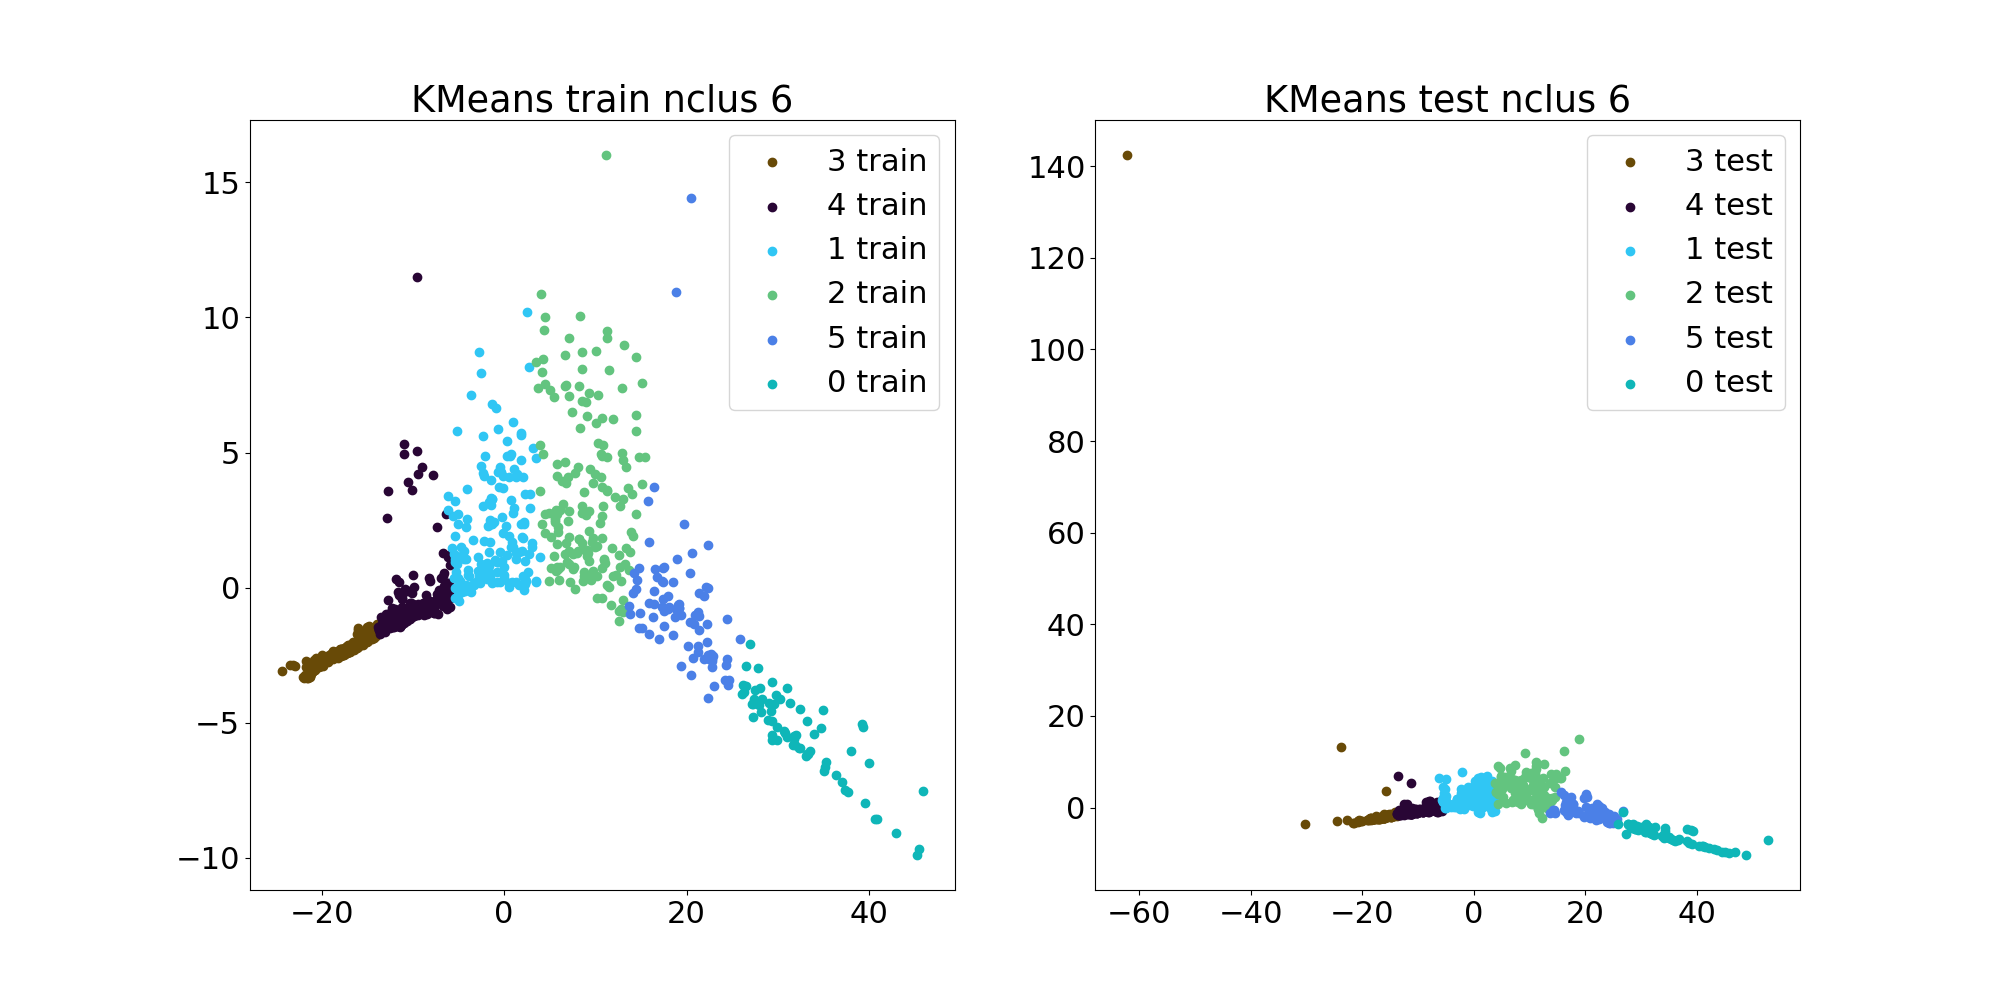 KMeans train nclus 6
15
10
5
0
−5
−10
−20
0
20
40
3 train
4 train
1 train
2 train
5 train
0 train
KMeans test nclus 6
140
120
100
80
60
40
20
0
−60
−40
−20
0
20
40
3 test
4 test
1 test
2 test
5 test
0 test